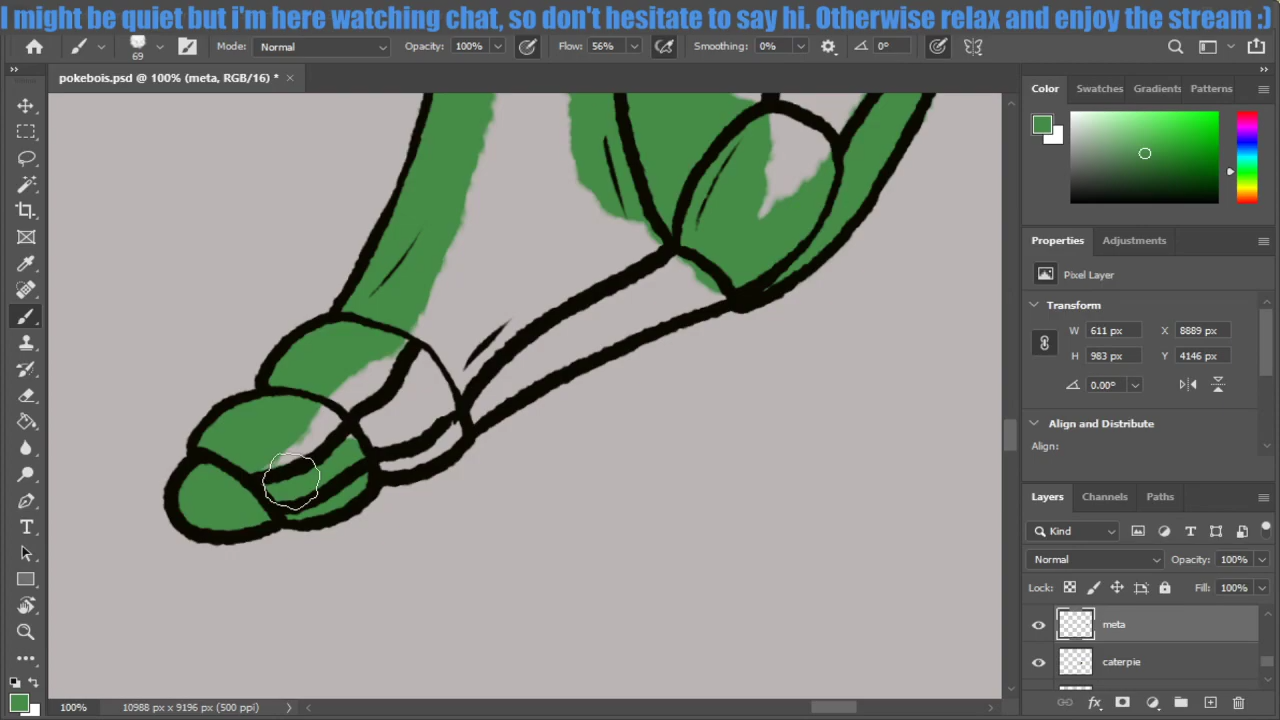 I might be quiet but i'm here watching chat, so don't hesitate to say hi. Otherwise relax and enjoy the stream :)
69
Mode: Normal
Opacity: 100%
Flow: 56%
Smoothing: 0%
0°
pokebois.psd @ 100% (meta, RGB/16) *
Color Swatches Gradients Patterns
Properties Adjustments
Pixel Layer
Transform
W 611 px X 8889 px
H 983 px Y 4146 px
0.00°
Align and Distribute
Align:
Layers Channels Paths
Kind
Normal Opacity: 100%
Lock: Fill: 100%
meta
caterpie
fx
100% 10988 px x 9196 px (500 ppi)